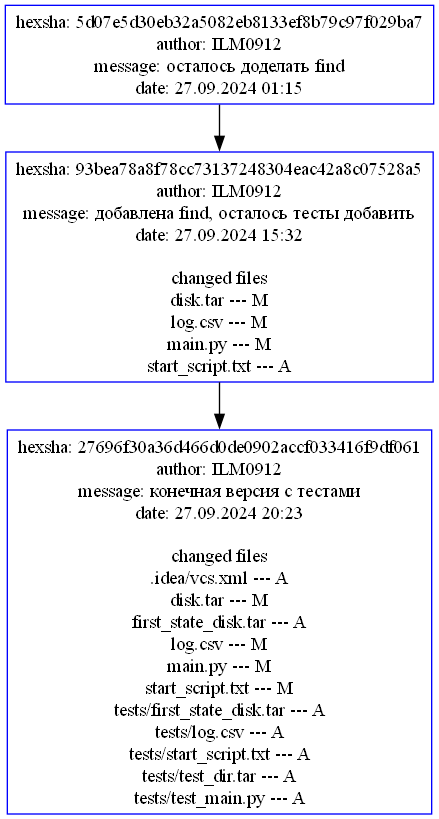 hexsha: 5d07e5d30eb32a5082eb8133ef8b79c97f029ba7
author: ILM0912
message: осталось доделать find
date: 27.09.2024 01:15
hexsha: 93bea78a8f78cc73137248304eac42a8c07528a5
author: ILM0912
message: добавлена find, осталось тесты добавить
date: 27.09.2024 15:32
changed files
disk.tar --- M
log.csv --- M
main.py --- M
start_script.txt --- A
hexsha: 27696f30a36d466d0de0902accf033416f9df061
author: ILM0912
message: конечная версия с тестами
date: 27.09.2024 20:23
changed files
.idea/vcs.xml --- A
disk.tar --- M
first_state_disk.tar --- A
log.csv --- M
main.py --- M
start_script.txt --- M
tests/first_state_disk.tar --- A
tests/log.csv --- A
tests/start_script.txt --- A
tests/test_dir.tar --- A
tests/test_main.py --- A